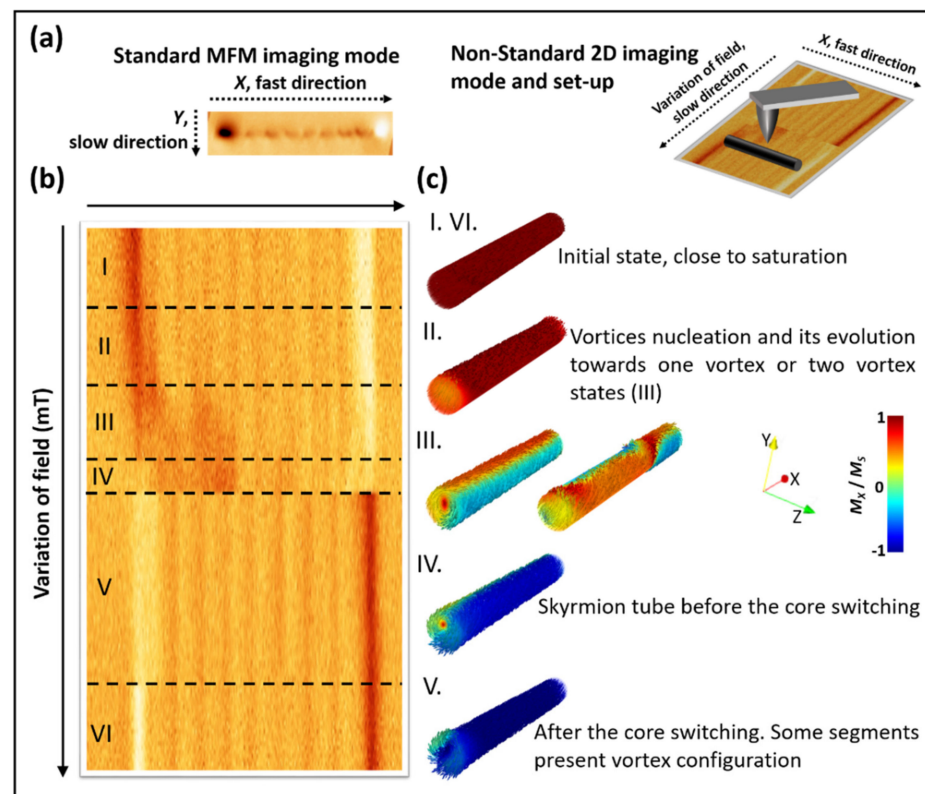 (a)
Standard MFM imaging mode
X, fast direction
Y,
slow direction
Non-Standard 2D imaging
mode and set-up
Variation of field,
slow direction
X, fast direction
(b)
Variation of field (mT)
I
II
III
IV
V
VI
(c)
I. VI.
Initial state, close to saturation
II.
Vortices nucleation and its evolution
towards one vortex or two vortex
states (III)
III.
Y
X
Z
1
0
-1
Mx / Ms
IV.
Skyrmion tube before the core switching
V.
After the core switching. Some segments
present vortex configuration